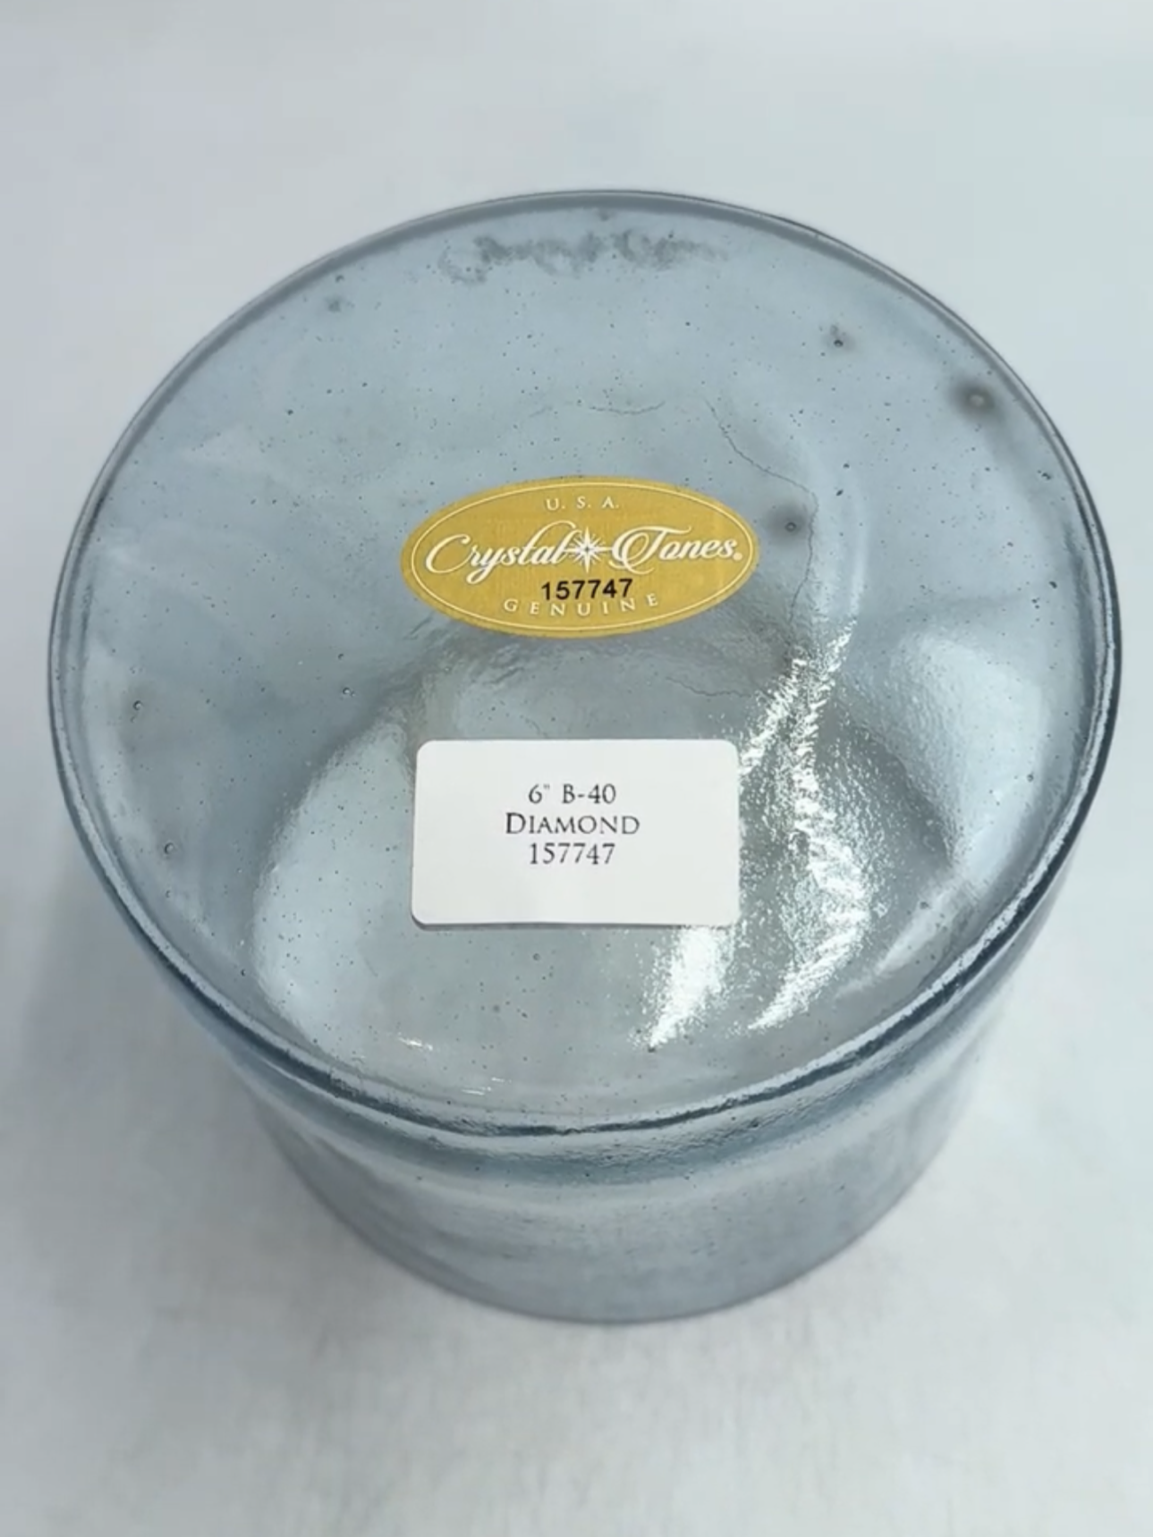 U. S. A.
Crystal Tones®
157747
GENUINE
6" B-40
DIAMOND
157747